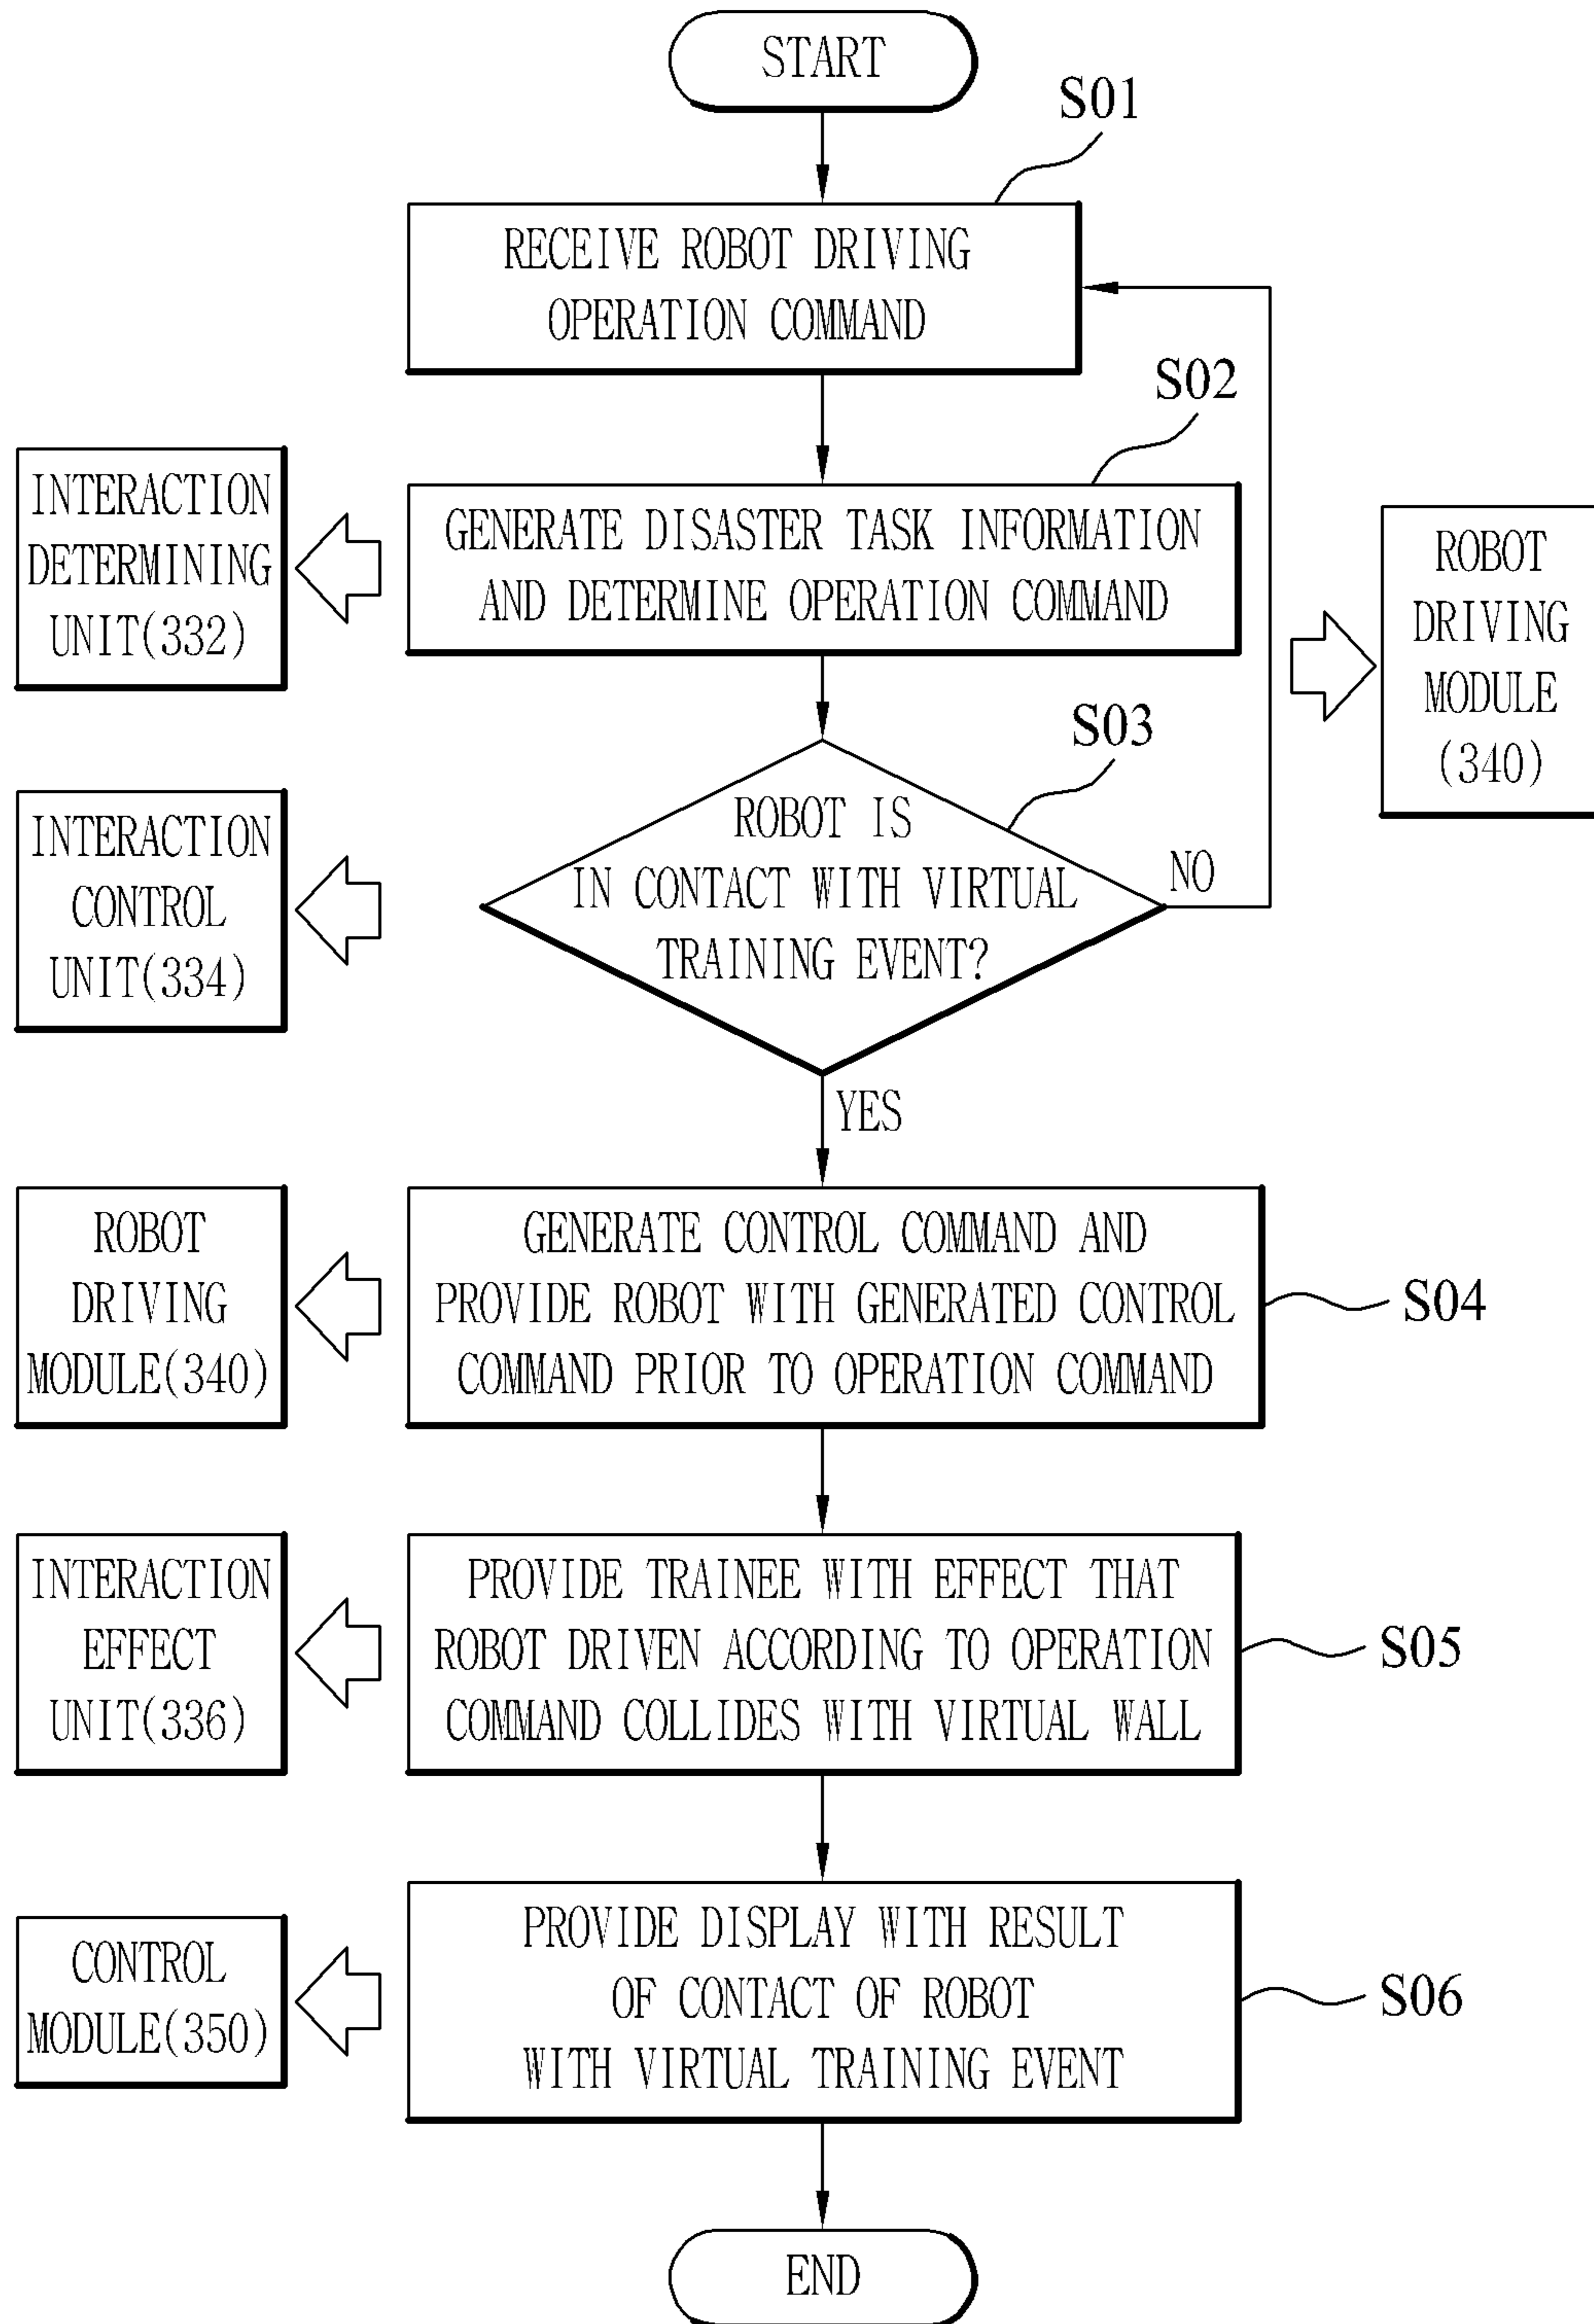 START
S01
RECEIVE ROBOT DRIVING
OPERATION COMMAND
S02
INTERACTION
DETERMINING
UNIT(332)
GENERATE DISASTER TASK INFORMATION
AND DETERMINE OPERATION COMMAND
ROBOT
DRIVING
MODULE
(340)
S03
INTERACTION
CONTROL
UNIT(334)
ROBOT IS
IN CONTACT WITH VIRTUAL
TRAINING EVENT?
NO
YES
ROBOT
DRIVING
MODULE(340)
GENERATE CONTROL COMMAND AND
PROVIDE ROBOT WITH GENERATED CONTROL
COMMAND PRIOR TO OPERATION COMMAND
S04
INTERACTION
EFFECT
UNIT(336)
PROVIDE TRAINEE WITH EFFECT THAT
ROBOT DRIVEN ACCORDING TO OPERATION
COMMAND COLLIDES WITH VIRTUAL WALL
S05
CONTROL
MODULE(350)
PROVIDE DISPLAY WITH RESULT
OF CONTACT OF ROBOT
WITH VIRTUAL TRAINING EVENT
S06
END